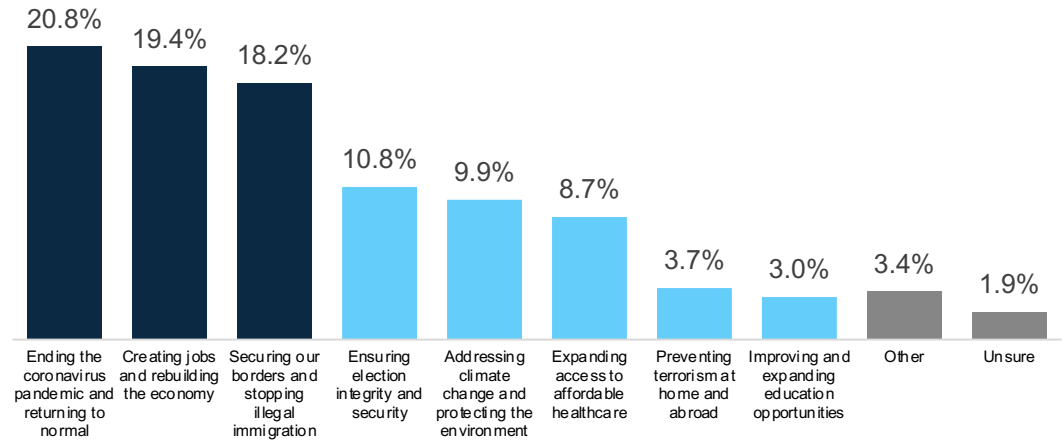 20.8%
19.4%
18.2%
10.8%
9.9%
8.7%
3.7%
3.0%
3.4%
1.9%
Ending the
coronavirus
pandemic and
returning to
normal
Creating jobs
and rebuilding
the economy
Securing our
borders and
stopping
illegal
immigration
Ensuring
election
integrity and
security
Addressing
climate
change and
protecting the
environment
Expanding
access to
affordable
healthcare
Preventing
terrorism at
home and
abroad
Improving and
expanding
education
opportunities
Other
Unsure